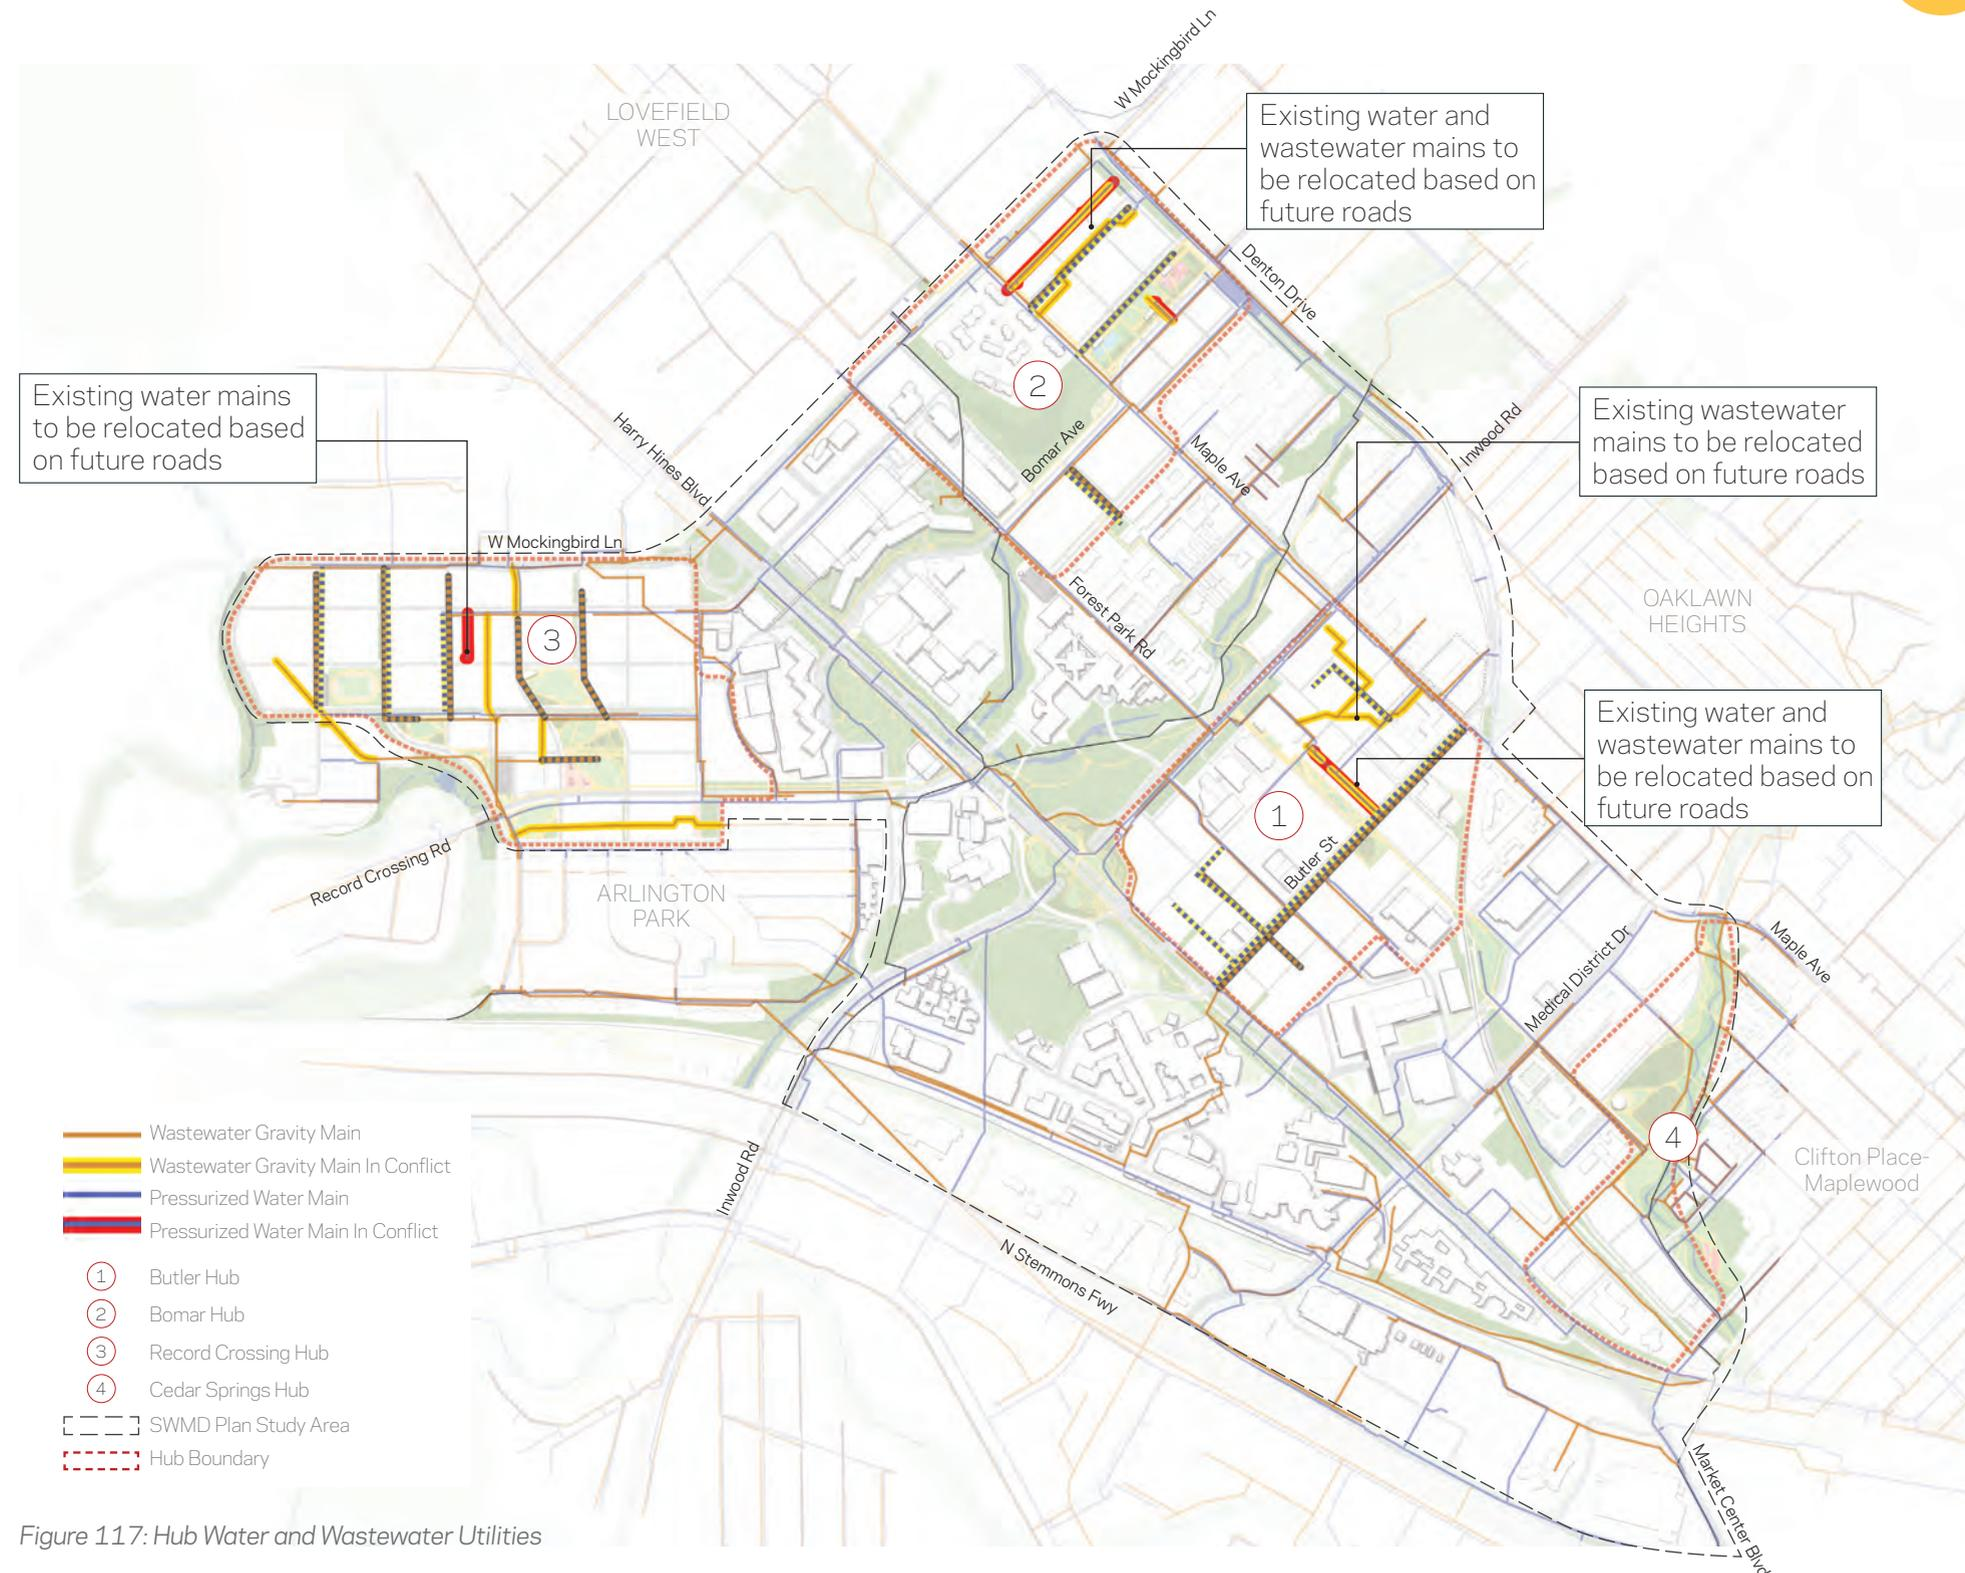 W Mockingbird Ln
LOVEFIELD
WEST
Existing water and
wastewater mains to
be relocated based on
future roads
Denton Drive
Existing water mains
to be relocated based
on future roads
Harry Hines Blvd
2
Bomar Ave
Maple Ave
Inwood Rd
Existing wastewater
mains to be relocated
based on future roads
W Mockingbird Ln
3
Forest Park Rd
OAKLAWN
HEIGHTS
Existing water and
wastewater mains to
be relocated based on
future roads
1
Butler St
Record Crossing Rd
ARLINGTON
PARK
Medical District Dr
Maple Ave
4
Clifton Place-
Maplewood
Inwood Rd
N Stemmons Fwy
Market Center Blvd
Wastewater Gravity Main
Wastewater Gravity Main In Conflict
Pressurized Water Main
Pressurized Water Main In Conflict
1 Butler Hub
2 Bomar Hub
3 Record Crossing Hub
4 Cedar Springs Hub
SWMD Plan Study Area
Hub Boundary
Figure 117: Hub Water and Wastewater Utilities